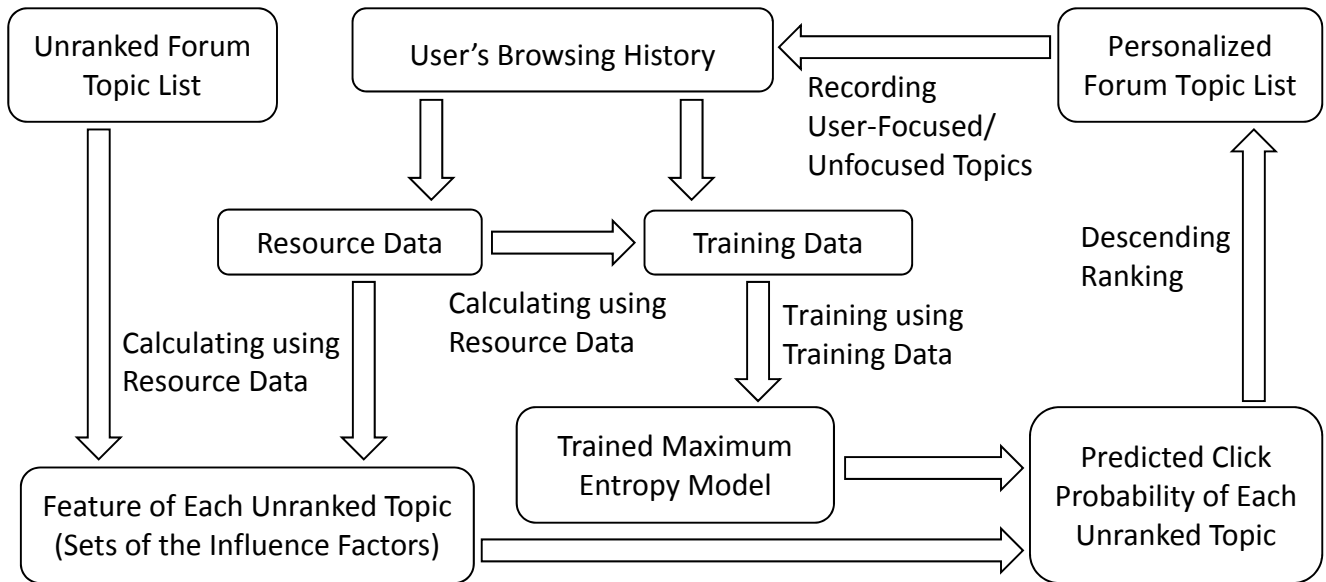 Unranked Forum
Topic List
User's Browsing History
Personalized
Forum Topic List
Recording
User-Focused/
Unfocused Topics
Resource Data
Training Data
Descending
Ranking
Calculating using
Resource Data
Calculating using
Resource Data
Training using
Training Data
Trained Maximum
Entropy Model
Feature of Each Unranked Topic
(Sets of the Influence Factors)
Predicted Click
Probability of Each
Unranked Topic